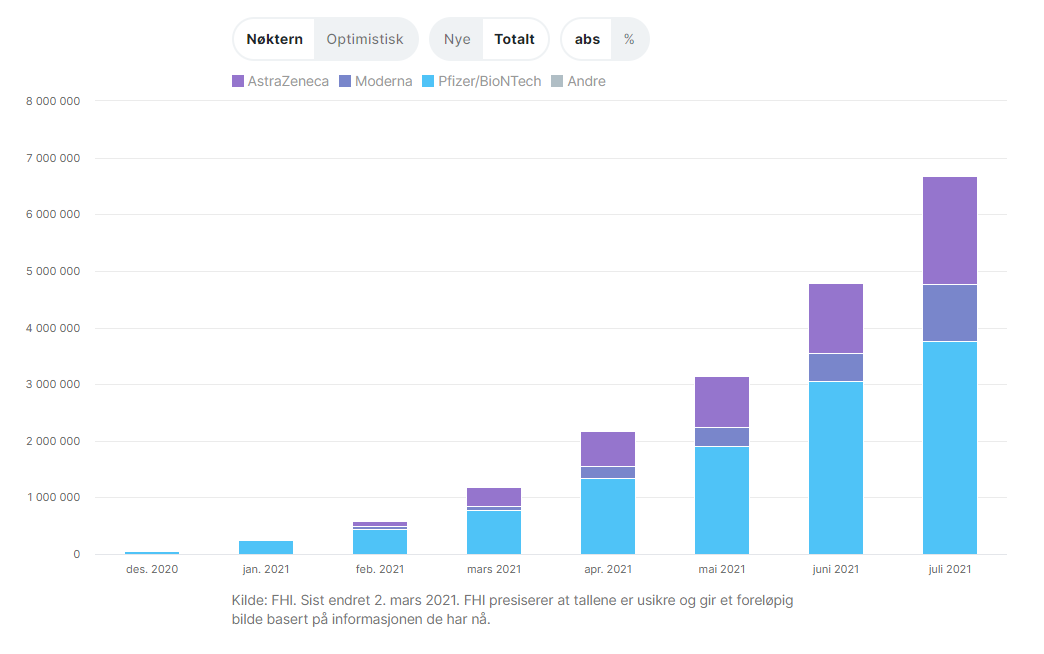 Nøktern Optimistisk Nye Totalt abs %
AstraZeneca Moderna Pfizer/BioNTech Andre
8 000 000
7 000 000
6 000 000
5 000 000
4 000 000
3 000 000
2 000 000
1 000 000
0
des. 2020 jan. 2021 feb. 2021 mars 2021 apr. 2021 mai 2021 juni 2021 juli 2021
Kilde: FHI. Sist endret 2. mars 2021. FHI presiserer at tallene er usikre og gir et foreløpig
bilde basert på informasjonen de har nå.